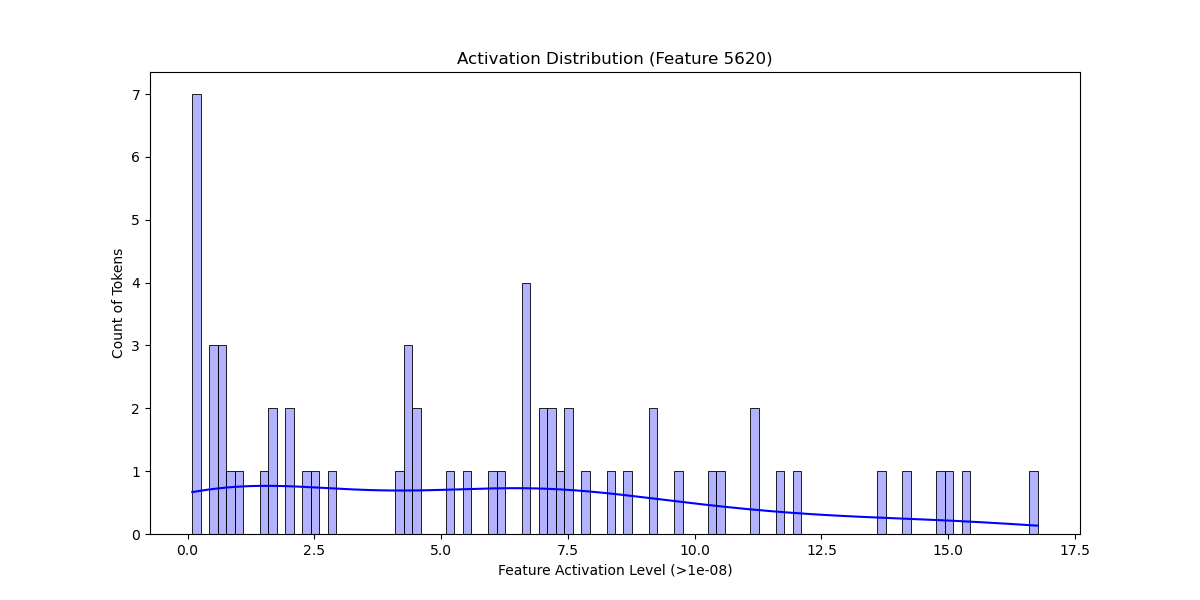 Activation Distribution (Feature 5620)
Count of Tokens
7
6
5
4
3
2
1
0
0.0 2.5 5.0 7.5 10.0 12.5 15.0 17.5
Feature Activation Level (>1e-08)